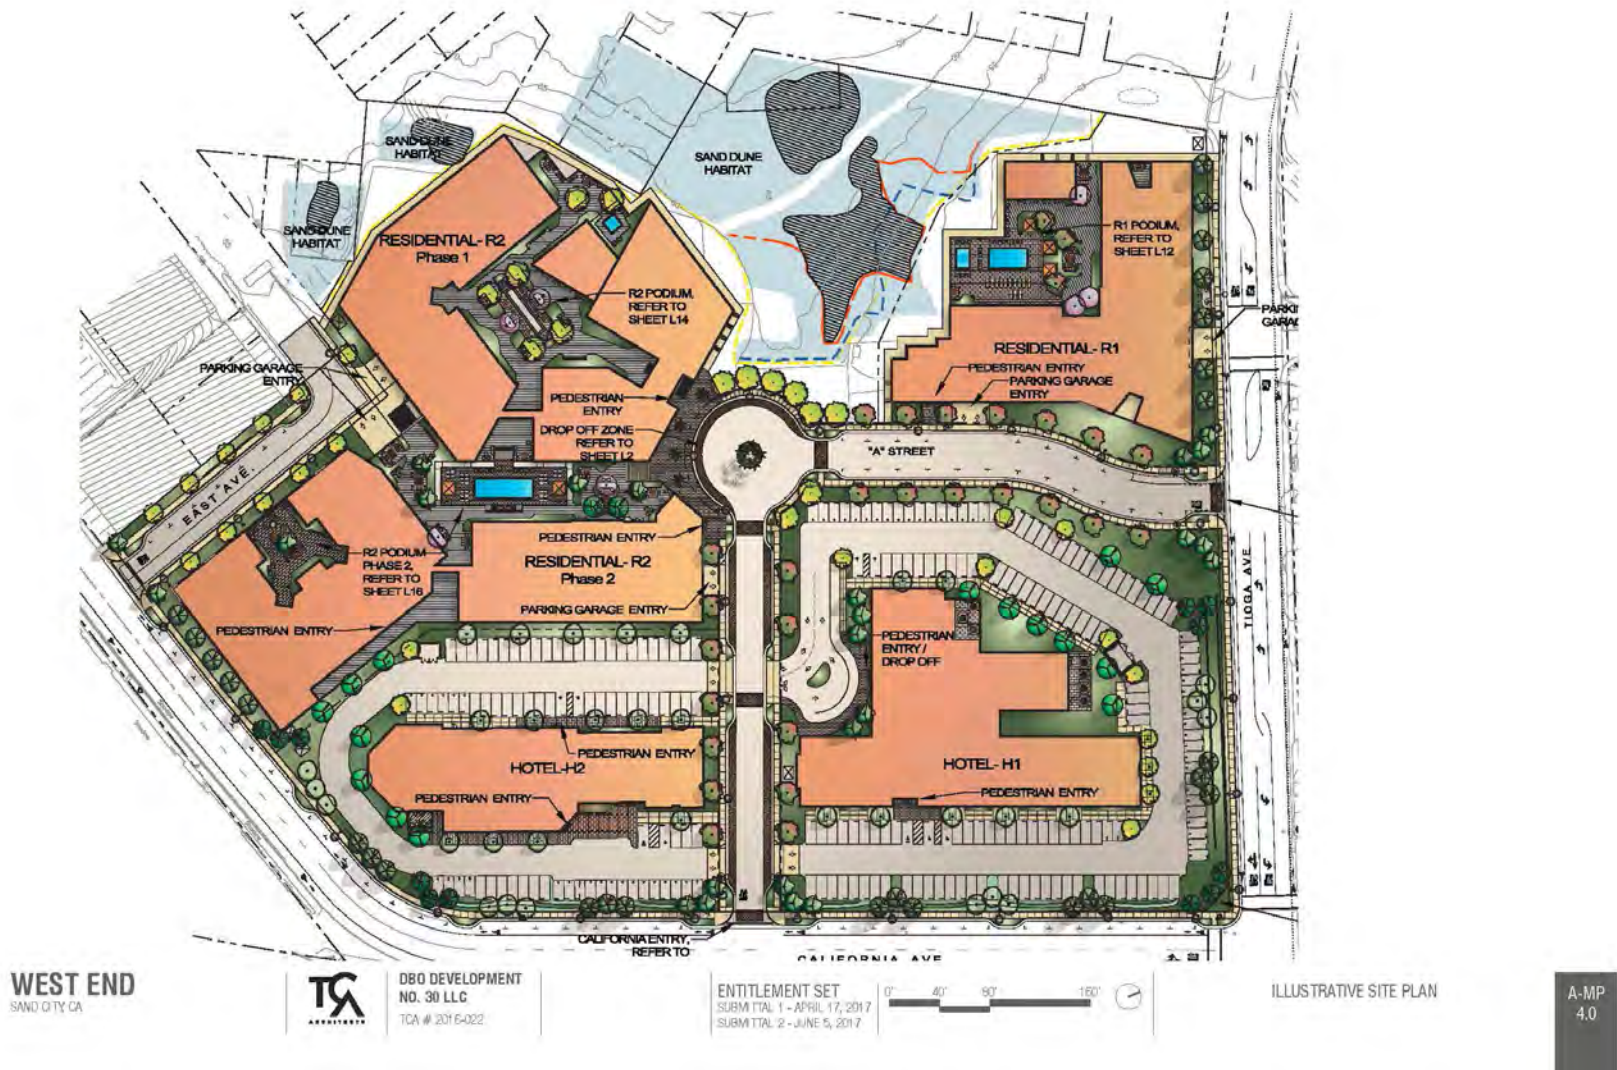 SAND DUNE
HABITAT
SAND DUNE
HABITAT
SAND DUNE
HABITAT
RESIDENTIAL- R2
Phase 1
R2 PODIUM,
REFER TO
SHEET L14
R1 PODIUM,
REFER TO
SHEET L12
PARKING GARAGE
ENTRY
RESIDENTIAL- R1
PEDESTRIAN ENTRY
PARKING GARAGE
ENTRY
PEDESTRIAN
ENTRY
DROP OFF ZONE
REFER TO
SHEET L2
"A" STREET
EAST AVE.
PEDESTRIAN ENTRY
RESIDENTIAL- R2
Phase 2
R2 PODIUM
PHASE 2,
REFER TO
SHEET L16
PARKING GARAGE ENTRY
PEDESTRIAN ENTRY
TIOGA AVE
PEDESTRIAN
ENTRY /
DROP OFF
PEDESTRIAN ENTRY
HOTEL-H2
PEDESTRIAN ENTRY
HOTEL- H1
PEDESTRIAN ENTRY
CALIFORNIA ENTRY,
REFER TO
CALIFORNIA AVE
WEST END
SAND CITY, CA
TCA
ARCHITECTS
DBO DEVELOPMENT
NO. 30 LLC
TCA # 2016-022
ENTITLEMENT SET
SUBMITTAL 1 - APRIL 17, 2017
SUBMITTAL 2 - JUNE 5, 2017
0' 40' 80' 160'
ILLUSTRATIVE SITE PLAN
A-MP
4.0